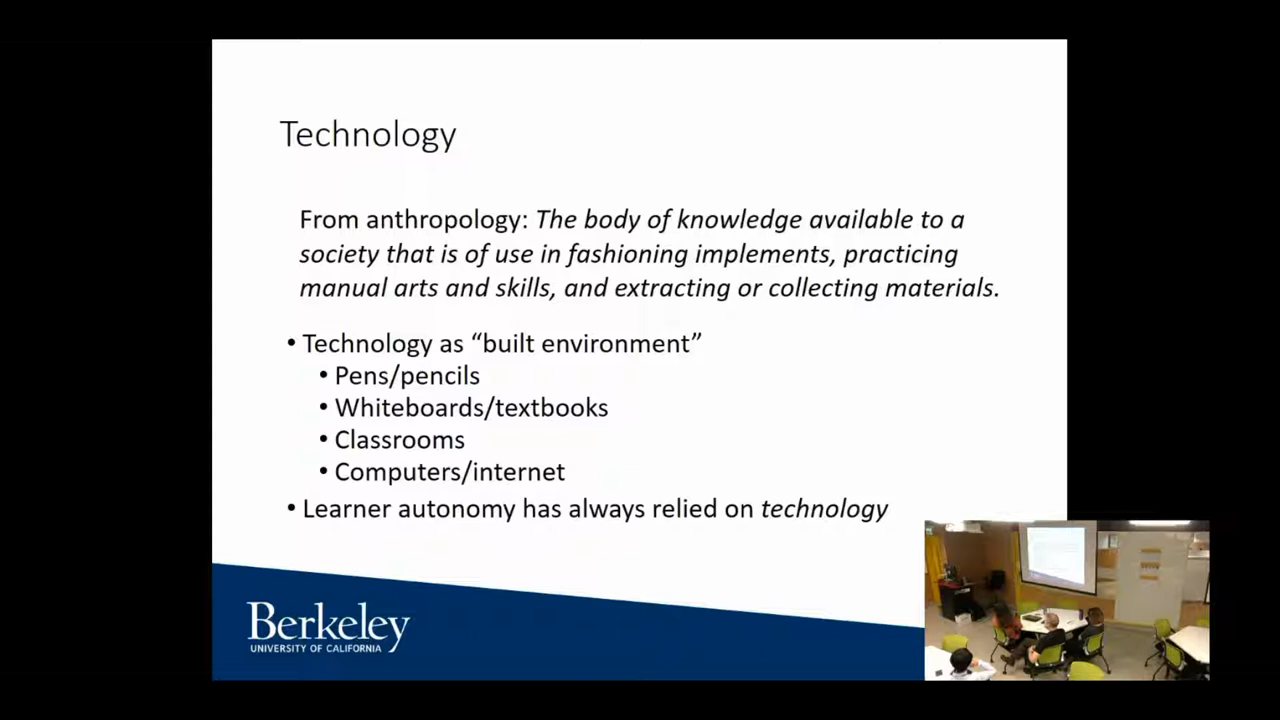 Technology
From anthropology: The body of knowledge available to a
society that is of use in fashioning implements, practicing
manual arts and skills, and extracting or collecting materials.
• Technology as “built environment”
• Pens/pencils
• Whiteboards/textbooks
• Classrooms
• Computers/internet
• Learner autonomy has always relied on technology
Berkeley
UNIVERSITY OF CALIFORNIA